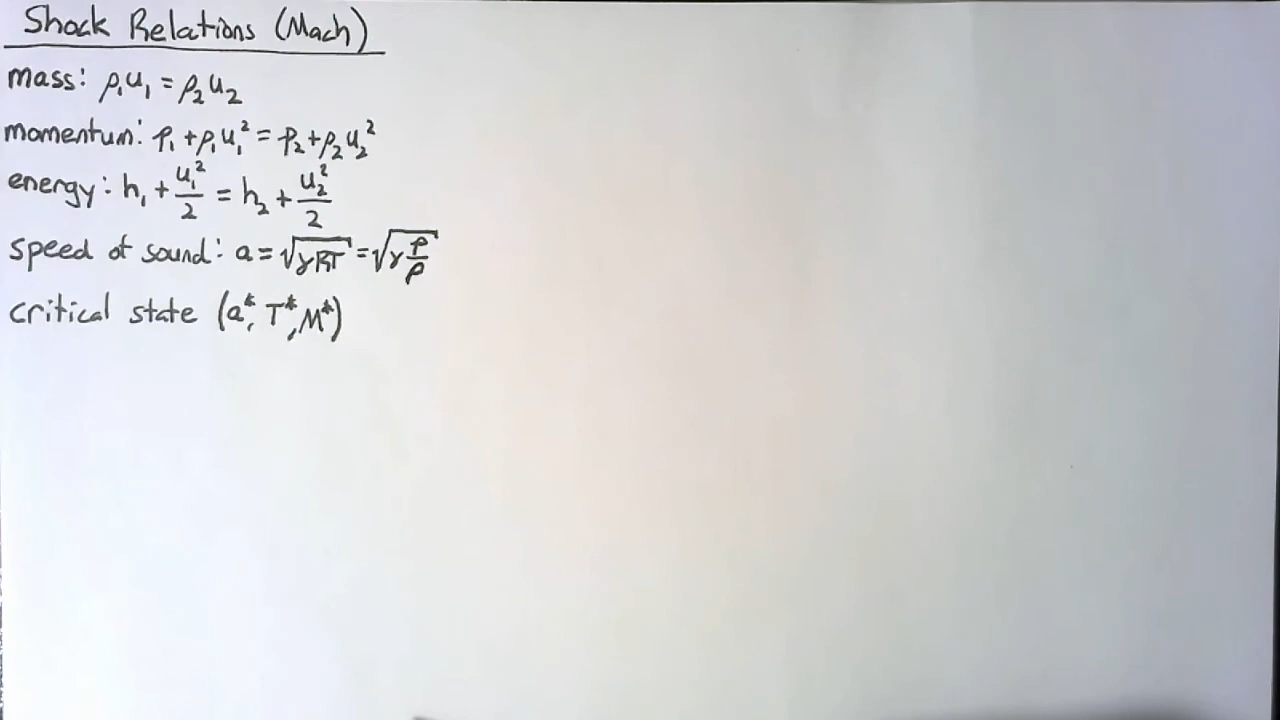 Shock Relations (Mach)
mass: ρ₁u₁ = ρ₂u₂
momentum: p₁ + ρ₁u₁² = p₂ + ρ₂u₂²
energy: h₁ + u₁²/2 = h₂ + u₂²/2
speed of sound: a = √(γRT) = √(γ p/ρ)
critical state (a*, T*, M*)